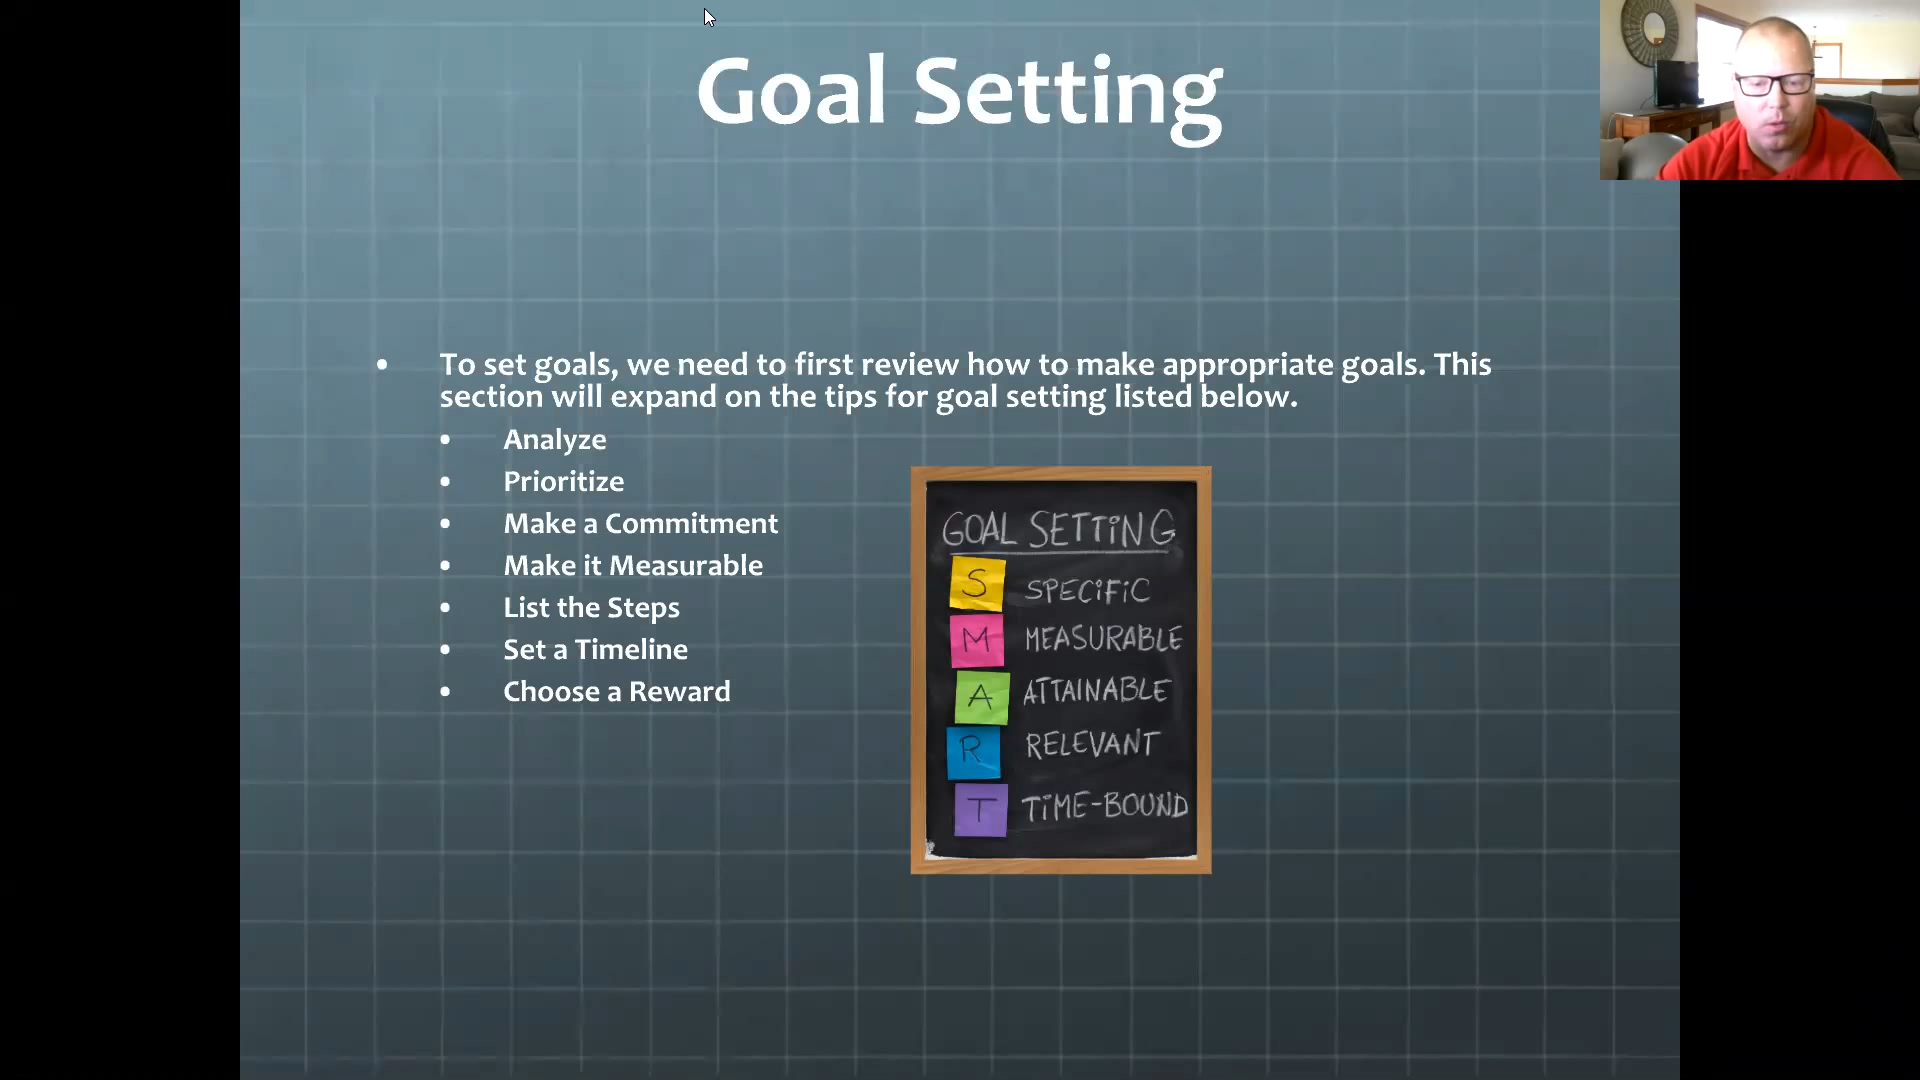 Goal Setting
• To set goals, we need to first review how to make appropriate goals. This
section will expand on the tips for goal setting listed below.
• Analyze
• Prioritize
• Make a Commitment
• Make it Measurable
• List the Steps
• Set a Timeline
• Choose a Reward
GOAL SETTiNG
S SPECiFiC
M MEASURABLE
A ATTAINABLE
R RELEVANT
T TiME-BOUND